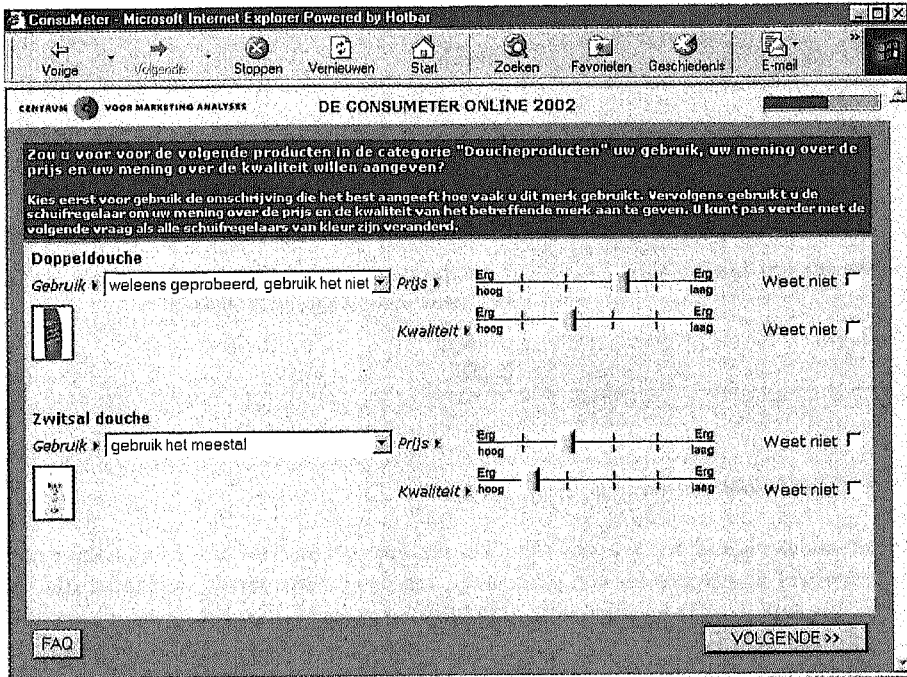 ConsuMeter - Microsoft Internet Explorer Powered by Hotbar
Vorige Volgende Stoppen Vernieuwen Start Zoeken Favorieten Geschiedenis E-mail »
CENTRUM VOOR MARKETING ANALYSES DE CONSUMETER ONLINE 2002
Zou u voor voor de volgende producten in de categorie "Doucheproducten" uw gebruik, uw mening over de
prijs en uw mening over de kwaliteit willen aangeven?
Kies eerst voor gebruik de omschrijving die het best aangeeft hoe vaak u dit merk gebruikt. Vervolgens gebruikt u de
schuifregelaar om uw mening over de prijs en de kwaliteit van het betreffende merk aan te geven. U kunt pas verder met de
volgende vraag als alle schuifregelaars van kleur zijn veranderd.
Doppeldouche
Gebruik weleens geprobeerd, gebruik het niet Prijs Erg hoog Erg laag Weet niet
Kwaliteit Erg hoog Erg laag Weet niet
Zwitsal douche
Gebruik gebruik het meestal Prijs Erg hoog Erg laag Weet niet
Kwaliteit Erg hoog Erg laag Weet niet
FAQ VOLGENDE >>